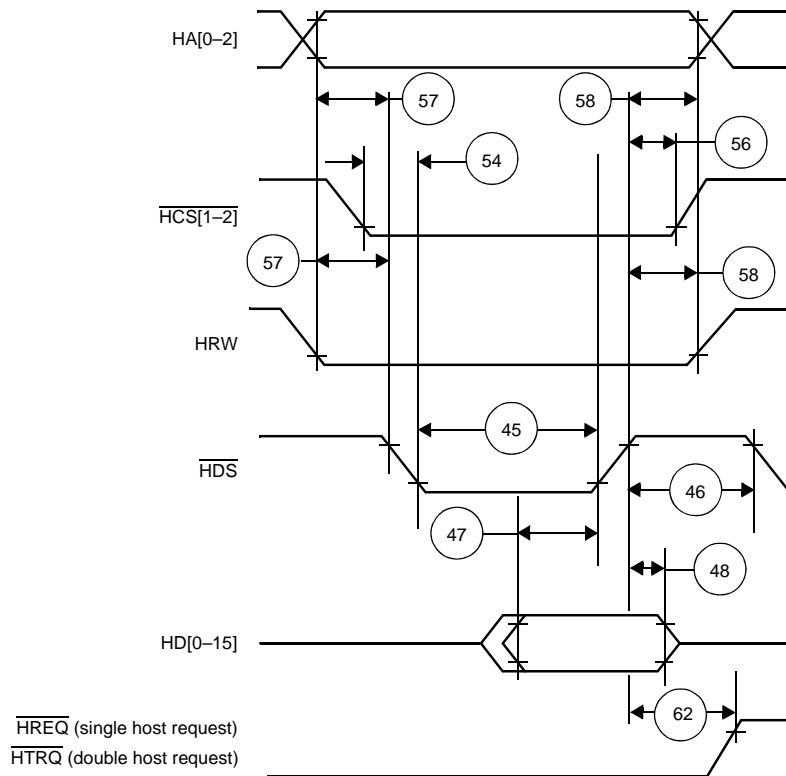 HA[0–2]
57
58
56
54
HCS[1–2]
57
58
HRW
45
HDS
46
47
48
HD[0–15]
62
HREQ (single host request)
HTRQ (double host request)